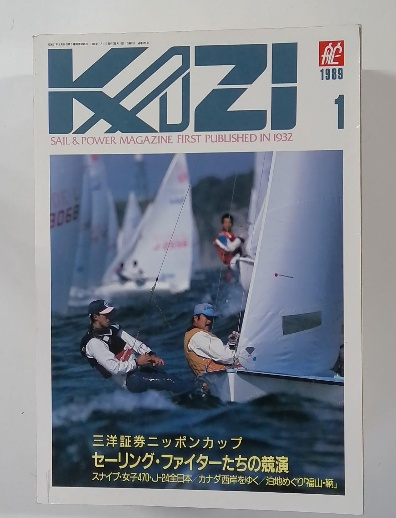 舵
KAZI
1989
1
SAIL & POWER MAGAZINE FIRST PUBLISHED IN 1932
三洋証券ニッポンカップ
セーリング・ファイターたちの競演
スナイプ・女子470・J-24全日本/カナダ西岸をゆく/泊地めぐり「福山・鞆」